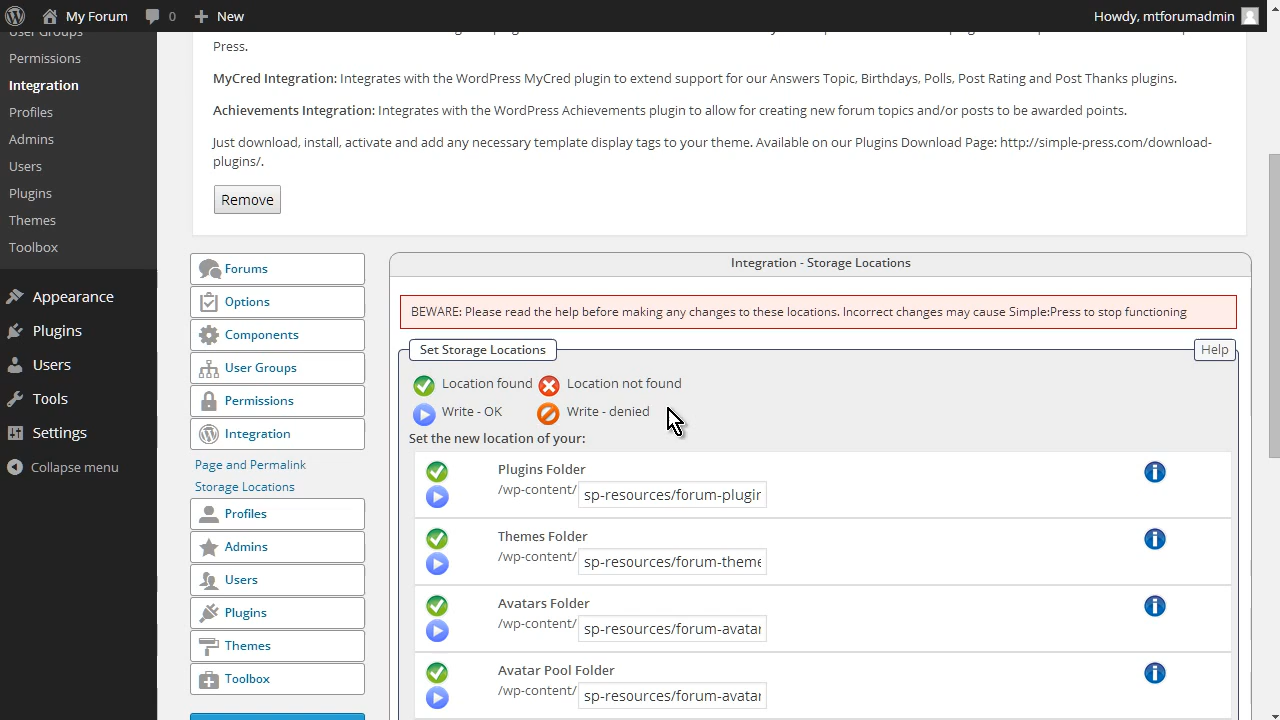 My Forum
0
New
Howdy, mtforumadmin
User Groups
Permissions
Integration
Profiles
Admins
Users
Plugins
Themes
Toolbox
Appearance
Plugins
Users
Tools
Settings
Collapse menu
Press.
MyCred Integration: Integrates with the WordPress MyCred plugin to extend support for our Answers Topic, Birthdays, Polls, Post Rating and Post Thanks plugins.
Achievements Integration: Integrates with the WordPress Achievements plugin to allow for creating new forum topics and/or posts to be awarded points.
Just download, install, activate and add any necessary template display tags to your theme. Available on our Plugins Download Page: http://simple-press.com/download-
plugins/.
Remove
Forums
Options
Components
User Groups
Permissions
Integration
Page and Permalink
Storage Locations
Profiles
Admins
Users
Plugins
Themes
Toolbox
Integration - Storage Locations
BEWARE: Please read the help before making any changes to these locations. Incorrect changes may cause Simple:Press to stop functioning
Set Storage Locations
Help
Location found
Location not found
Write - OK
Write - denied
Set the new location of your:
Plugins Folder
/wp-content/ sp-resources/forum-plugin
Themes Folder
/wp-content/ sp-resources/forum-theme
Avatars Folder
/wp-content/ sp-resources/forum-avatar
Avatar Pool Folder
/wp-content/ sp-resources/forum-avatar